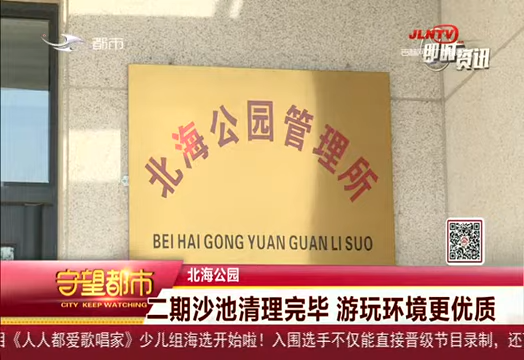 都市
JLNTV
即时资讯
北海公园管理所
BEI HAI GONG YUAN GUAN LI SUO
北海公园
守望都市
CITY KEEP WATCHING
二期沙池清理完毕 游玩环境更优质
目《人人都爱歌唱家》少儿组海选开始啦！入围选手不仅能直接晋级节目录制，还